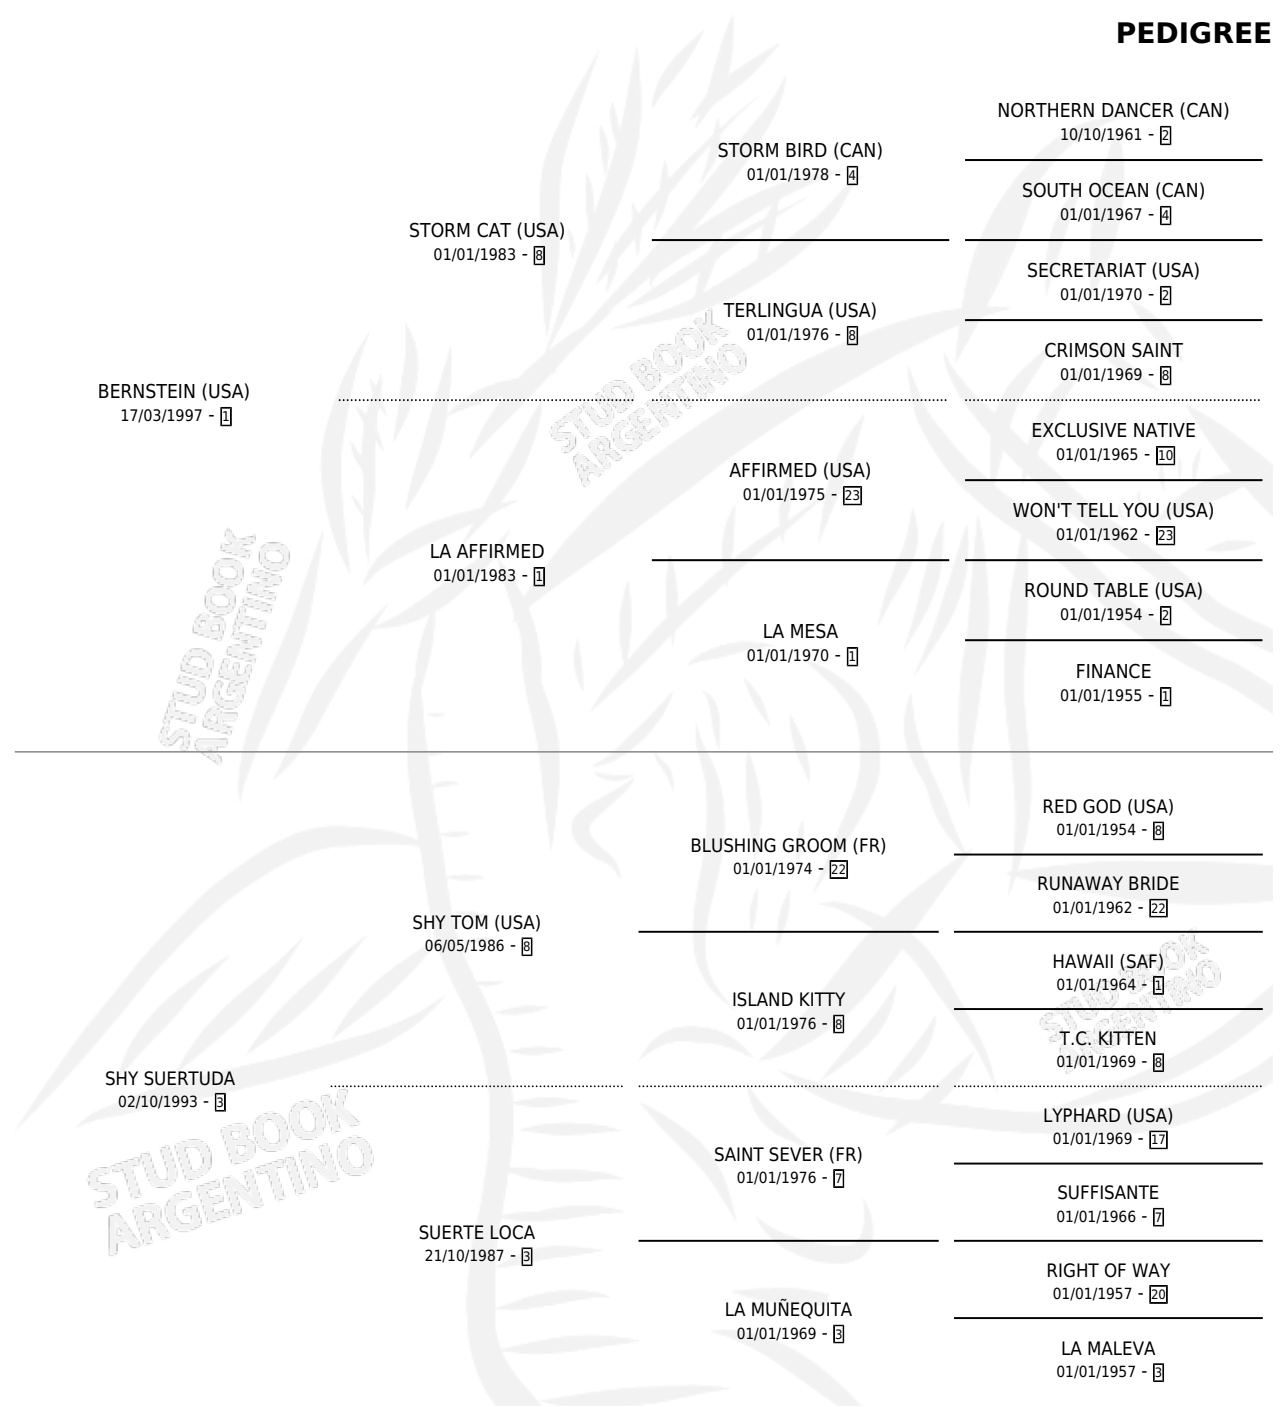 PEDIGREE
NORTHERN DANCER (CAN)
10/10/1961 - 2
STORM BIRD (CAN)
01/01/1978 - 4
SOUTH OCEAN (CAN)
01/01/1967 - 4
STORM CAT (USA)
01/01/1983 - 8
SECRETARIAT (USA)
01/01/1970 - 2
TERLINGUA (USA)
01/01/1976 - 8
CRIMSON SAINT
01/01/1969 - 8
BERNSTEIN (USA)
17/03/1997 - 1
EXCLUSIVE NATIVE
01/01/1965 - 10
AFFIRMED (USA)
01/01/1975 - 23
WON'T TELL YOU (USA)
01/01/1962 - 23
LA AFFIRMED
01/01/1983 - 1
ROUND TABLE (USA)
01/01/1954 - 2
LA MESA
01/01/1970 - 1
FINANCE
01/01/1955 - 1
RED GOD (USA)
01/01/1954 - 8
BLUSHING GROOM (FR)
01/01/1974 - 22
RUNAWAY BRIDE
01/01/1962 - 22
SHY TOM (USA)
06/05/1986 - 8
HAWAII (SAF)
01/01/1964 - 1
ISLAND KITTY
01/01/1976 - 8
T.C. KITTEN
01/01/1969 - 8
SHY SUERTUDA
02/10/1993 - 3
LYPHARD (USA)
01/01/1969 - 17
SAINT SEVER (FR)
01/01/1976 - 7
SUFFISANTE
01/01/1966 - 7
SUERTE LOCA
21/10/1987 - 3
RIGHT OF WAY
01/01/1957 - 20
LA MUÑEQUITA
01/01/1969 - 3
LA MALEVA
01/01/1957 - 3
STUD BOOK
ARGENTINO
STUD BOOK
ARGENTINO
STUD BOOK
ARGENTINO
STUD BOOK
ARGENTINO